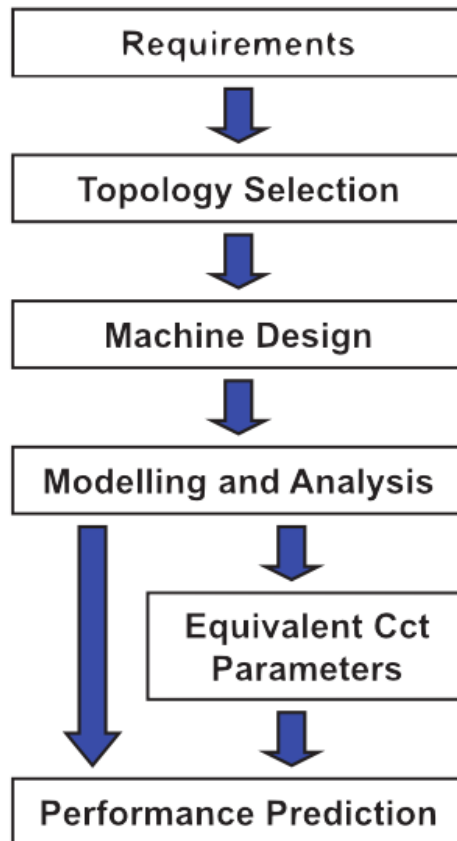 Requirements
Topology Selection
Machine Design
Modelling and Analysis
Equivalent Cct
Parameters
Performance Prediction